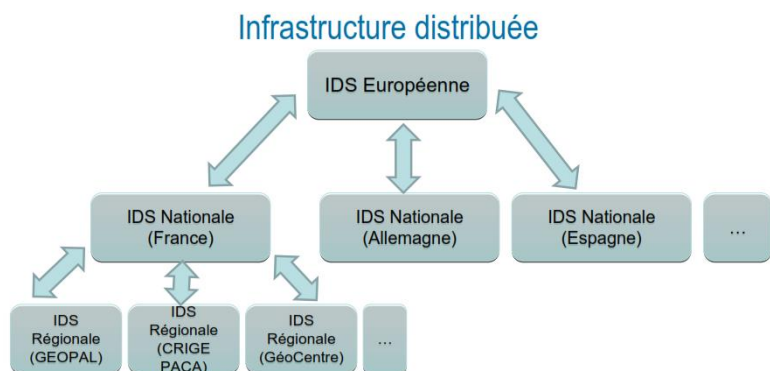 Infrastructure distribuée
IDS Européenne
IDS Nationale
(France)
IDS Nationale
(Allemagne)
IDS Nationale
(Espagne)
...
IDS
Régionale
(GEOPAL)
IDS
Régionale
(CRIGE
PACA)
IDS
Régionale
(GéoCentre)
...